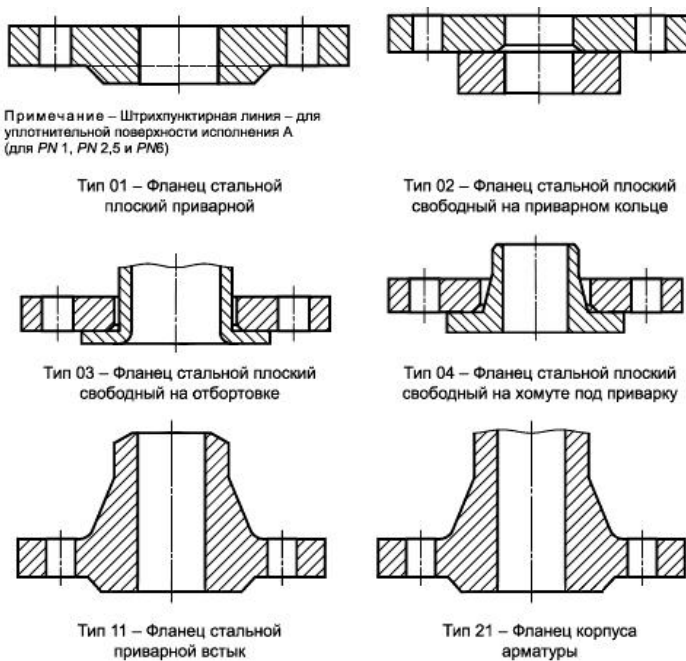 Примечание – Штрихпунктирная линия – для
уплотнительной поверхности исполнения А
(для PN 1, PN 2,5 и PN6)
Тип 01 – Фланец стальной
плоский приварной
Тип 02 – Фланец стальной плоский
свободный на приварном кольце
Тип 03 – Фланец стальной плоский
свободный на отбортовке
Тип 04 – Фланец стальной плоский
свободный на хомуте под приварку
Тип 11 – Фланец стальной
приварной встык
Тип 21 – Фланец корпуса
арматуры